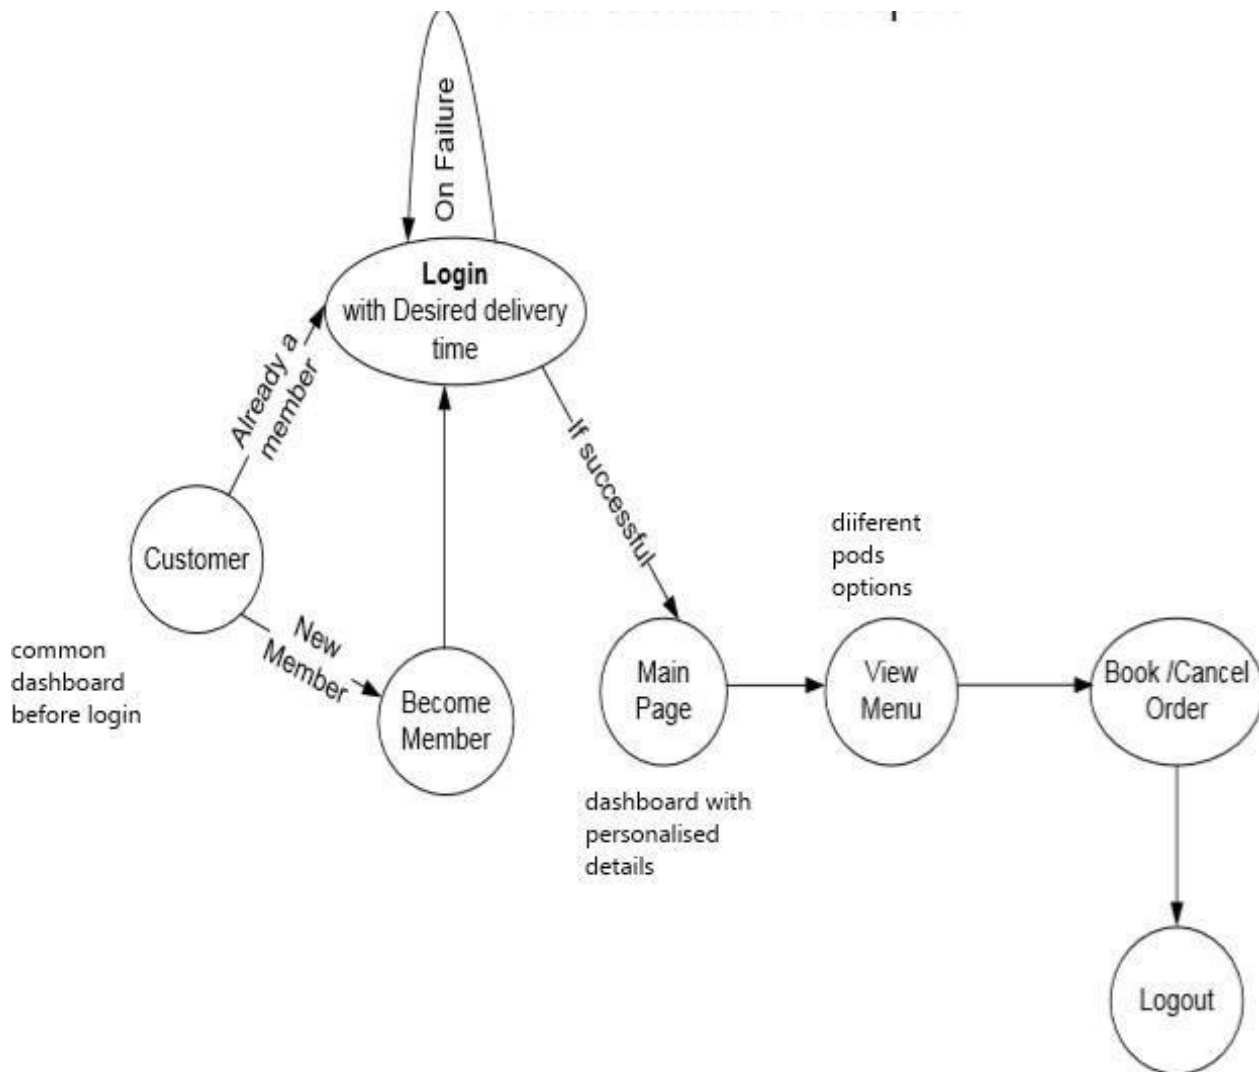 On Failure
Login
with Desired delivery
time
Already a
member
If successful
Customer
New
Member
common
dashboard
before login
Become
Member
diiferent
pods
options
Main
Page
View
Menu
Book /Cancel
Order
dashboard with
personalised
details
Logout